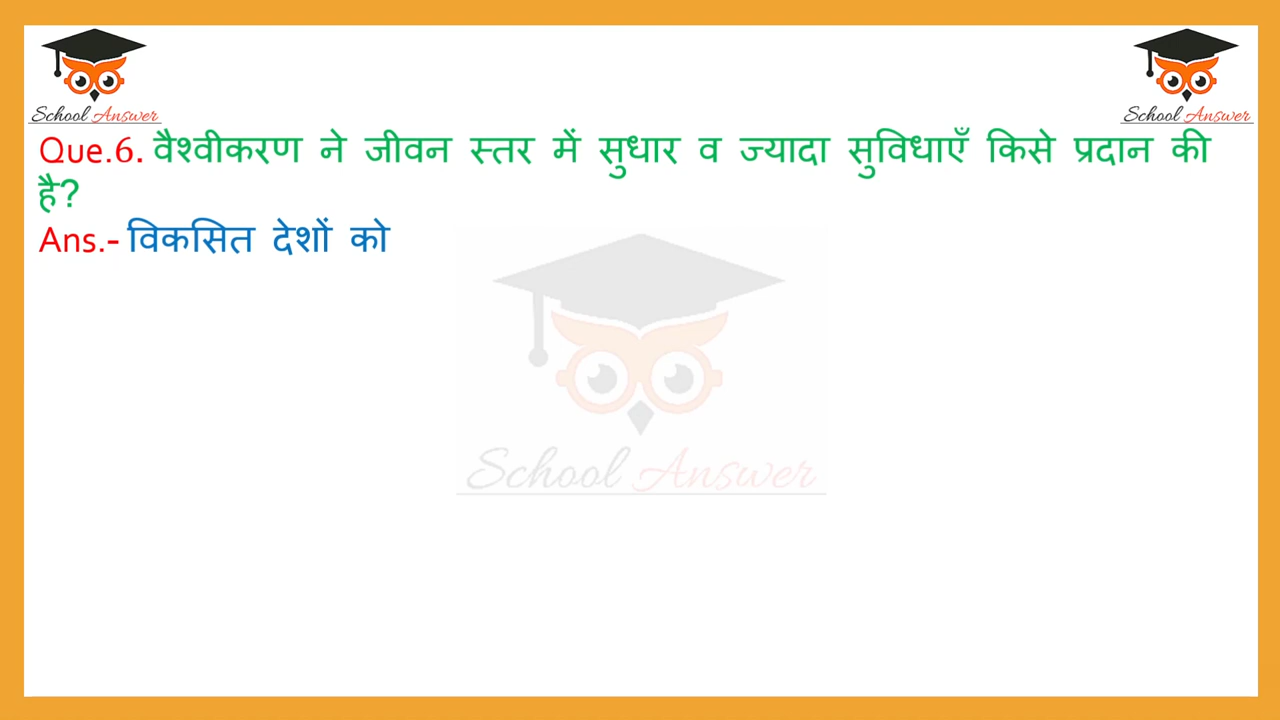 School Answer
School Answer
Que.6. वैश्वीकरण ने जीवन स्तर में सुधार व ज्यादा सुविधाएँ किसे प्रदान की
है?
Ans.- विकसित देशों को
School Answer